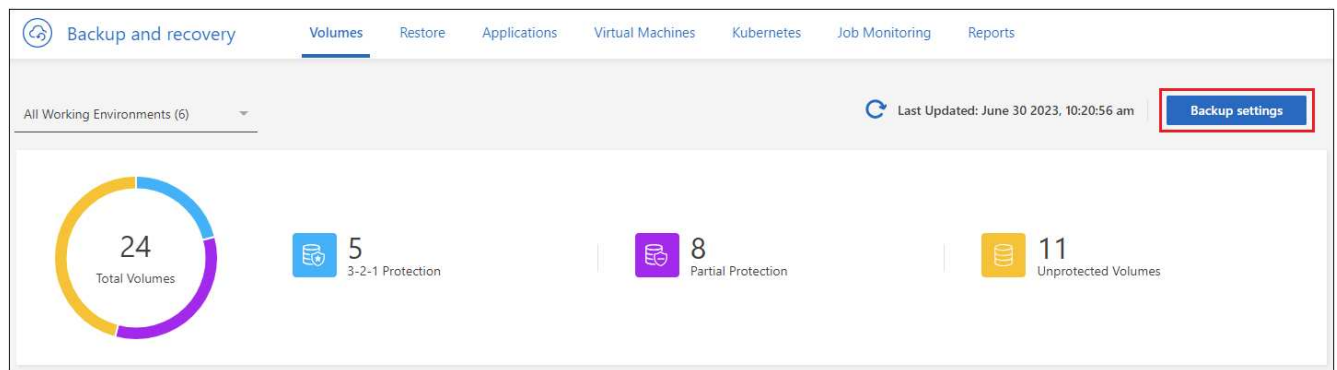 Backup and recovery
Volumes
Restore
Applications
Virtual Machines
Kubernetes
Job Monitoring
Reports
All Working Environments (6)
Last Updated: June 30 2023, 10:20:56 am
Backup settings
24
Total Volumes
5
3-2-1 Protection
8
Partial Protection
11
Unprotected Volumes